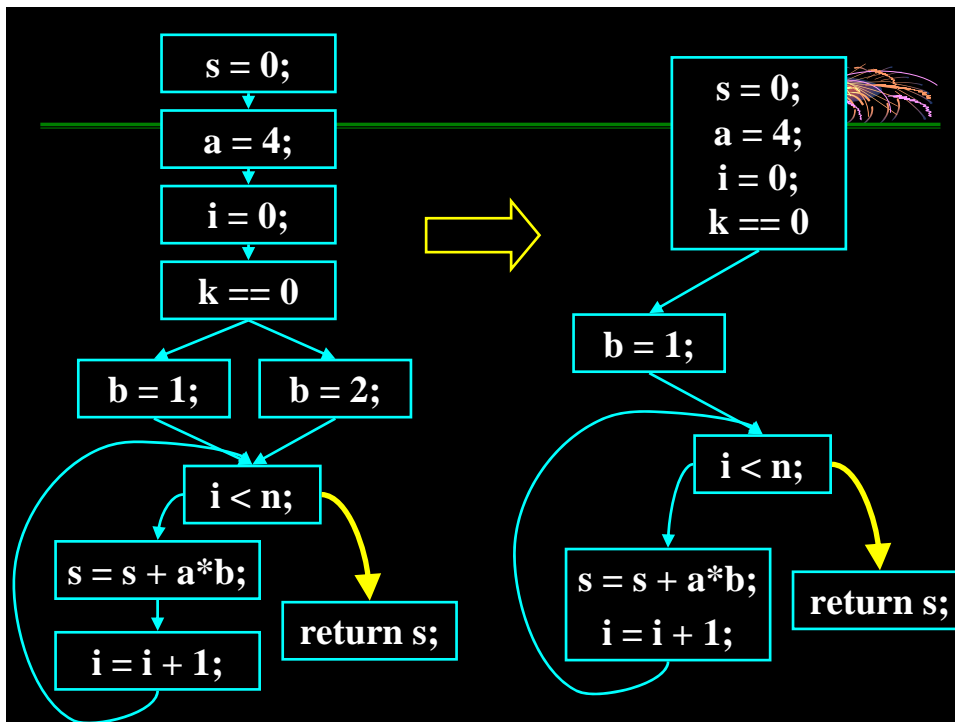 s = 0;
a = 4;
i = 0;
k == 0
b = 1;
b = 2;
i < n;
s = s + a*b;
i = i + 1;
return s;
s = 0;
a = 4;
i = 0;
k == 0
b = 1;
i < n;
s = s + a*b;
i = i + 1;
return s;